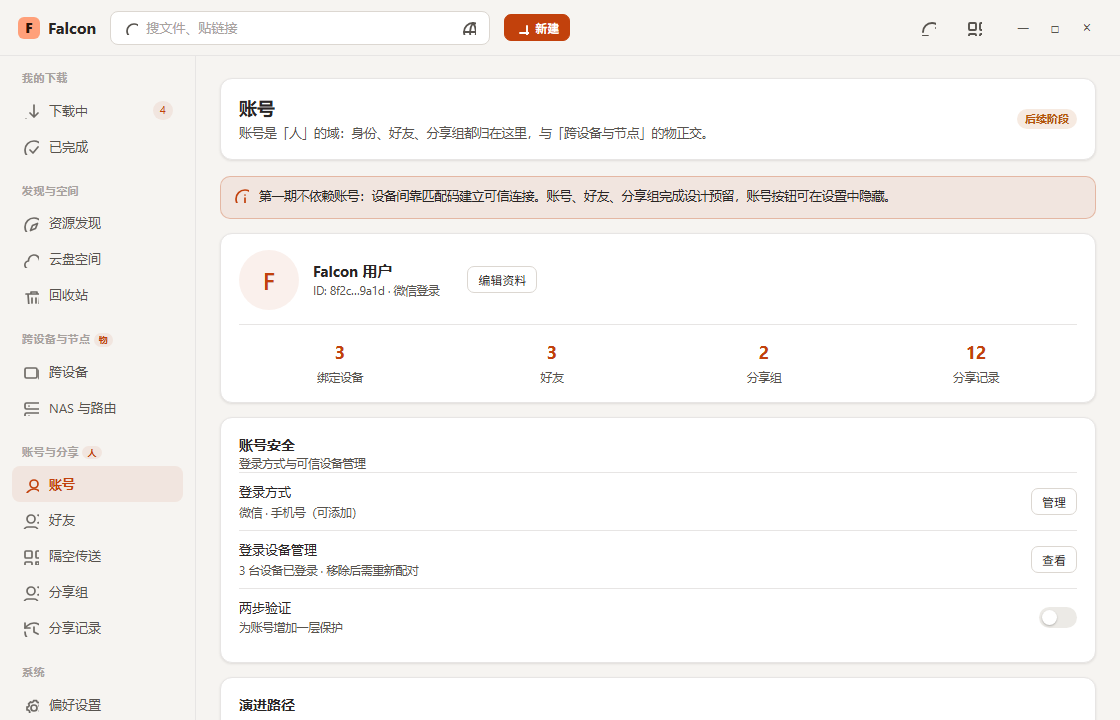 F Falcon
搜文件、贴链接
新建
我的下载
下载中 4
已完成
发现与空间
资源发现
云盘空间
回收站
跨设备与节点 物
跨设备
NAS 与路由
账号与分享 人
账号
好友
隔空传送
分享组
分享记录
系统
偏好设置
账号
账号是「人」的域：身份、好友、分享组都归在这里，与「跨设备与节点」的物正交。
后续阶段
第一期不依赖账号：设备间靠匹配码建立可信连接。账号、好友、分享组完成设计预留，账号按钮可在设置中隐藏。
F
Falcon 用户
ID: 8f2c...9a1d · 微信登录
编辑资料
3 3 2 12
绑定设备 好友 分享组 分享记录
账号安全
登录方式与可信设备管理
登录方式
微信 · 手机号（可添加）
管理
登录设备管理
3 台设备已登录 · 移除后需重新配对
查看
两步验证
为账号增加一层保护
演进路径